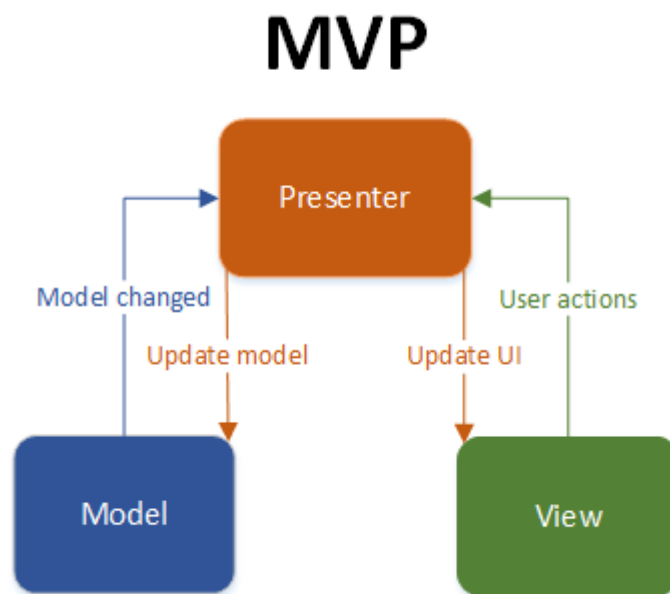 MVP
Presenter
Model changed
User actions
Update model
Update UI
Model
View